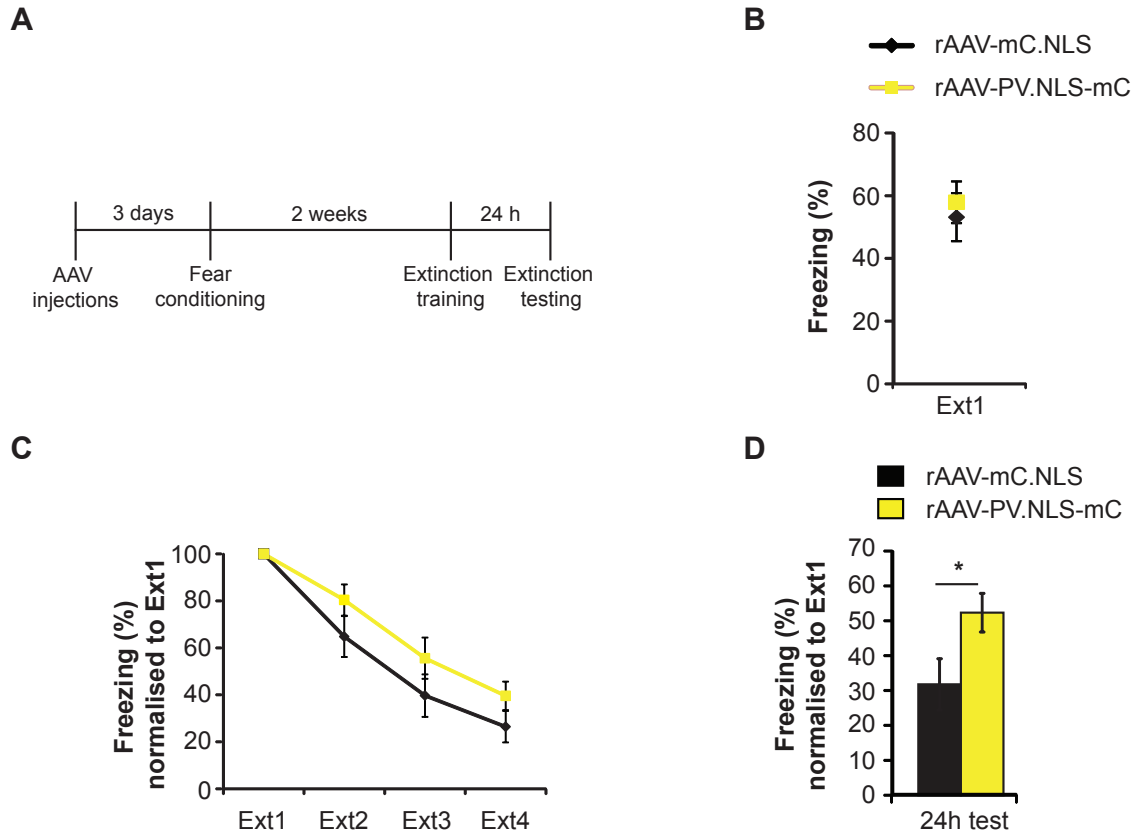 A
3 days
2 weeks
24 h
AAV
injections
Fear
conditioning
Extinction
training
Extinction
testing
B
rAAV-mC.NLS
rAAV-PV.NLS-mC
Freezing (%)
80
60
40
20
0
Ext1
C
Freezing (%)
normalised to Ext1
100
80
60
40
20
0
Ext1 Ext2 Ext3 Ext4
D
rAAV-mC.NLS
rAAV-PV.NLS-mC
Freezing (%)
normalised to Ext1
70
60
50
40
30
20
10
0
*
24h test